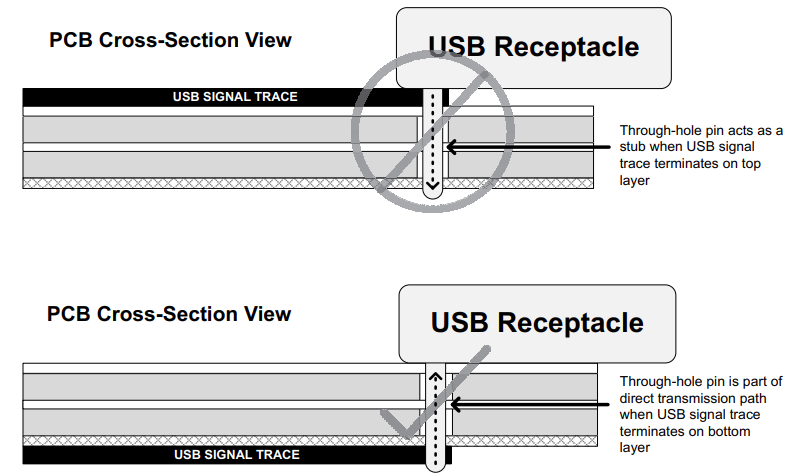 PCB Cross-Section View
USB Receptacle
USB SIGNAL TRACE
Through-hole pin acts as a
stub when USB signal
trace terminates on top
layer
PCB Cross-Section View
USB Receptacle
Through-hole pin is part of
direct transmission path
when USB signal trace
terminates on bottom
layer
USB SIGNAL TRACE